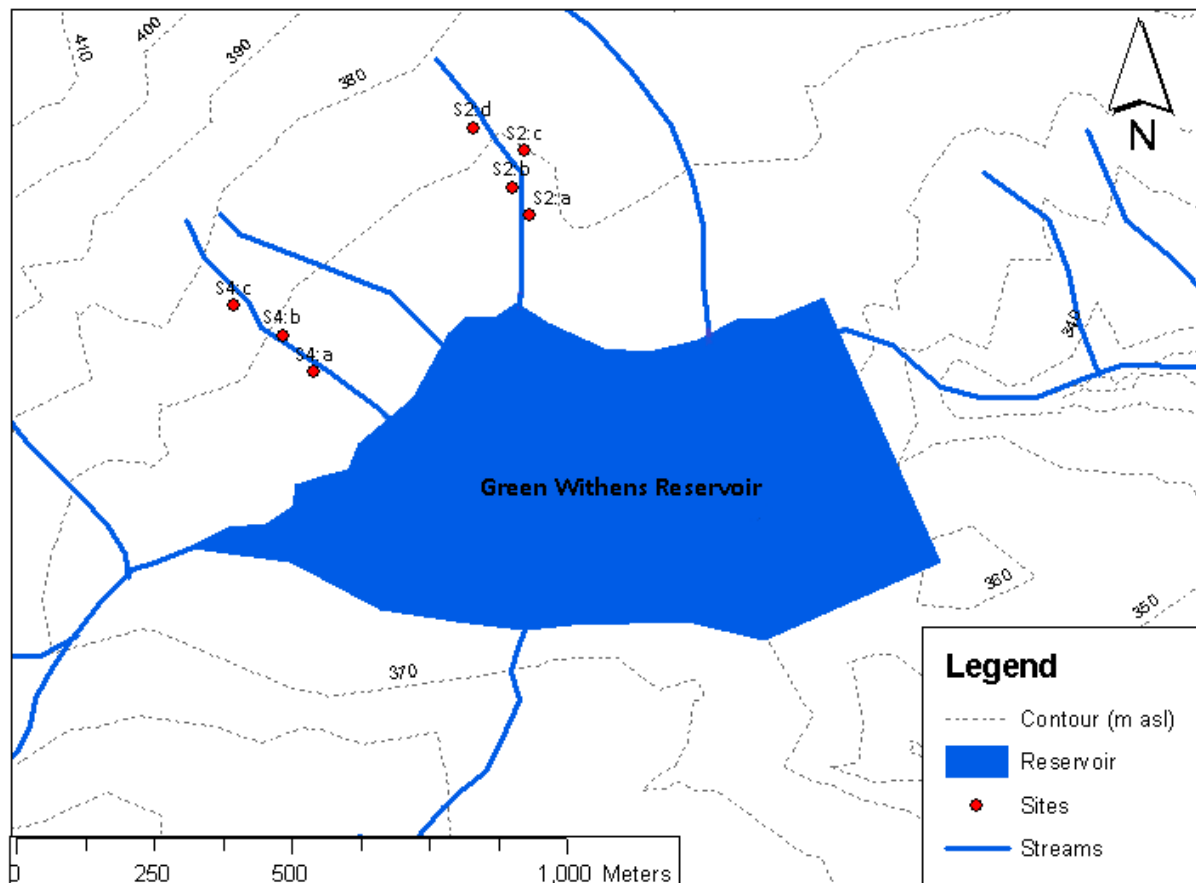 410
400
390
380
N
S2:d
S2:c
S2:b
S2:a
S4:c
S4:b
S4:a
340
Green Withens Reservoir
360
350
370
Legend
Contour (m asl)
Reservoir
Sites
Streams
0 250 500 1,000 Meters